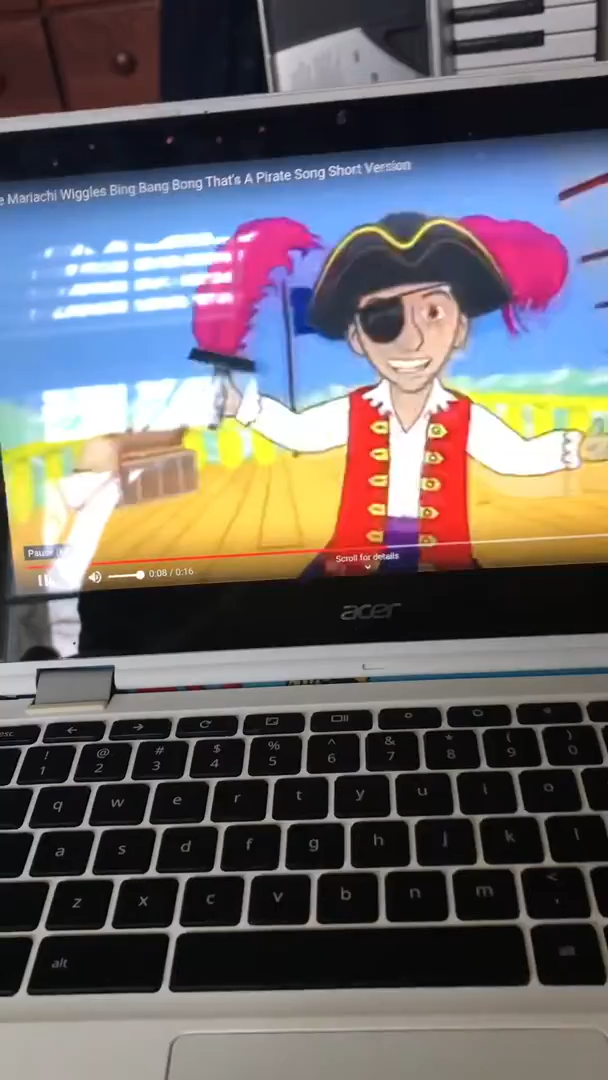 e Mariachi Wiggles Bing Bang Bong That's A Pirate Song Short Version
Pause
Scroll for details
0:08 / 0:16
acer
esc
! @ # $ % ^ & * ( )
1 2 3 4 5 6 7 8 9 0
q w e r t y u i o
a s d f g h j k l
z x c v b n m < ,
alt